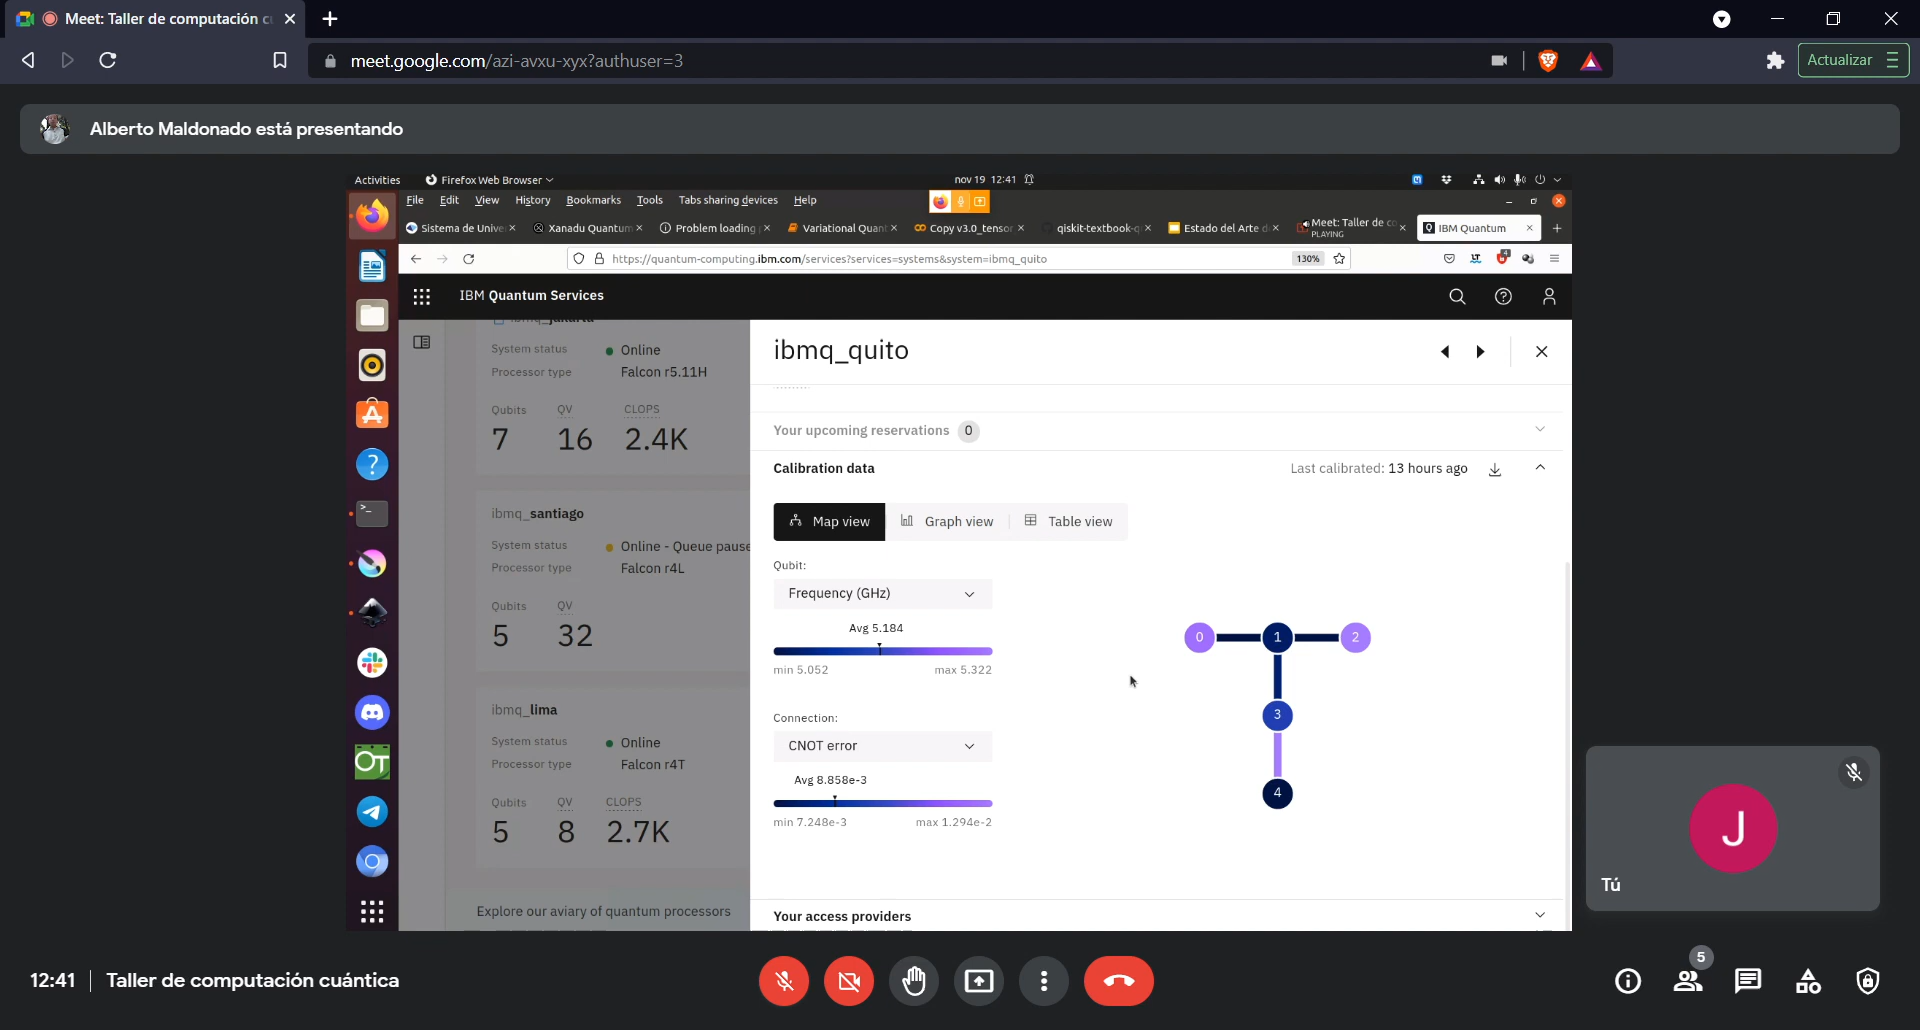 Meet: Taller de computación c
meet.google.com/azi-avxu-xyx?authuser=3
Actualizar
Alberto Maldonado está presentando
Activities
Firefox Web Browser
nov 19 12:41
File Edit View History Bookmarks Tools Tabs sharing devices Help
Sistema de Unive
Xanadu Quantum
Problem loading
Variational Quan
Copy v3.0_tensor
qiskit-textbook-q
Estado del Arte d
Meet: Taller de co
PLAYING
IBM Quantum
https://quantum-computing.ibm.com/services?services=systems&system=ibmq_quito
130%
IBM Quantum Services
System status Online
Processor type Falcon r5.11H
Qubits QV CLOPS
7 16 2.4K
ibmq_santiago
System status Online - Queue pause
Processor type Falcon r4L
Qubits QV
5 32
ibmq_lima
System status Online
Processor type Falcon r4T
Qubits QV CLOPS
5 8 2.7K
Explore our aviary of quantum processors
ibmq_quito
Your upcoming reservations 0
Calibration data
Last calibrated: 13 hours ago
Map view Graph view Table view
Qubit:
Frequency (GHz)
Avg 5.184
min 5.052 max 5.322
Connection:
CNOT error
Avg 8.858e-3
min 7.248e-3 max 1.294e-2
0 1 2
3
4
Your access providers
J
Tú
12:41 Taller de computación cuántica
5